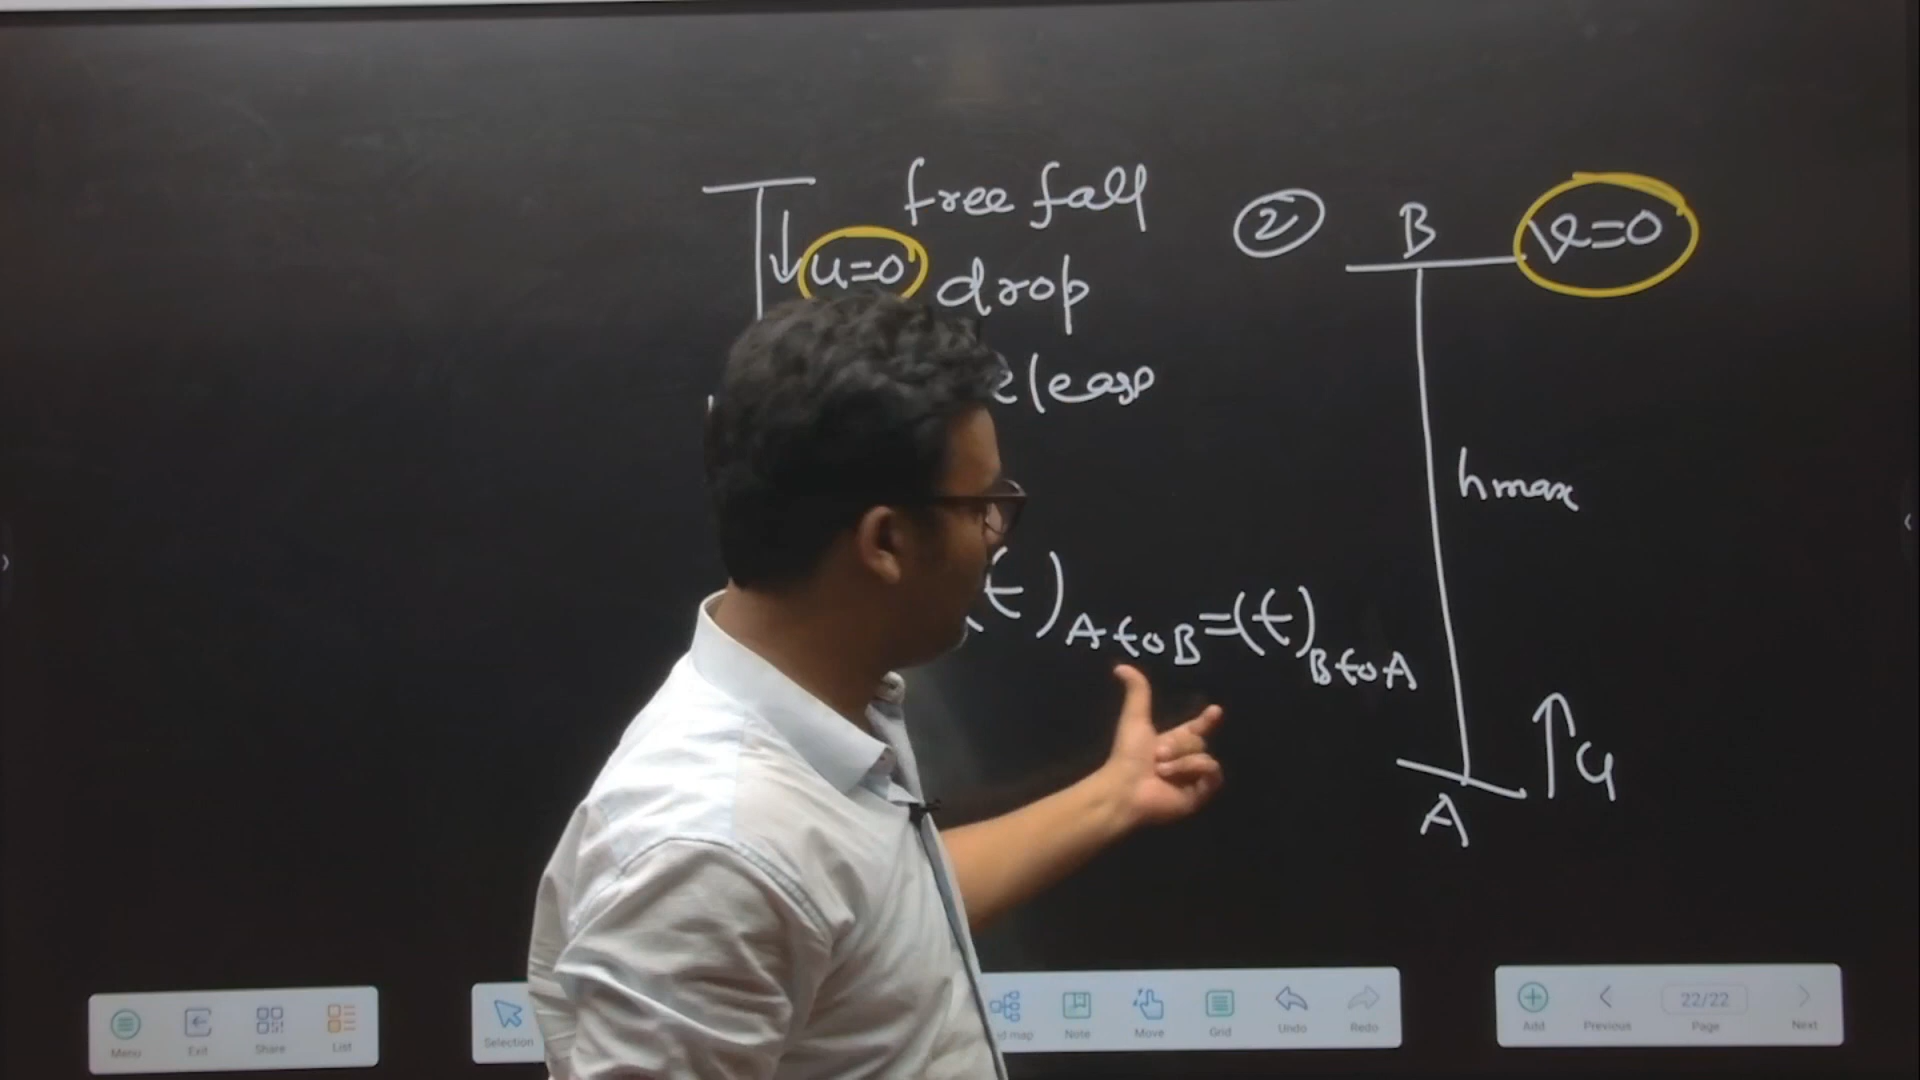 free fall
u=0
drop
② B V=0
hmax
(t) A to B = (t) B to A
↑u
A
Menu Exit Share List
Selection Note Move Grid Undo Redo
Add Previous 22/22 Page Next